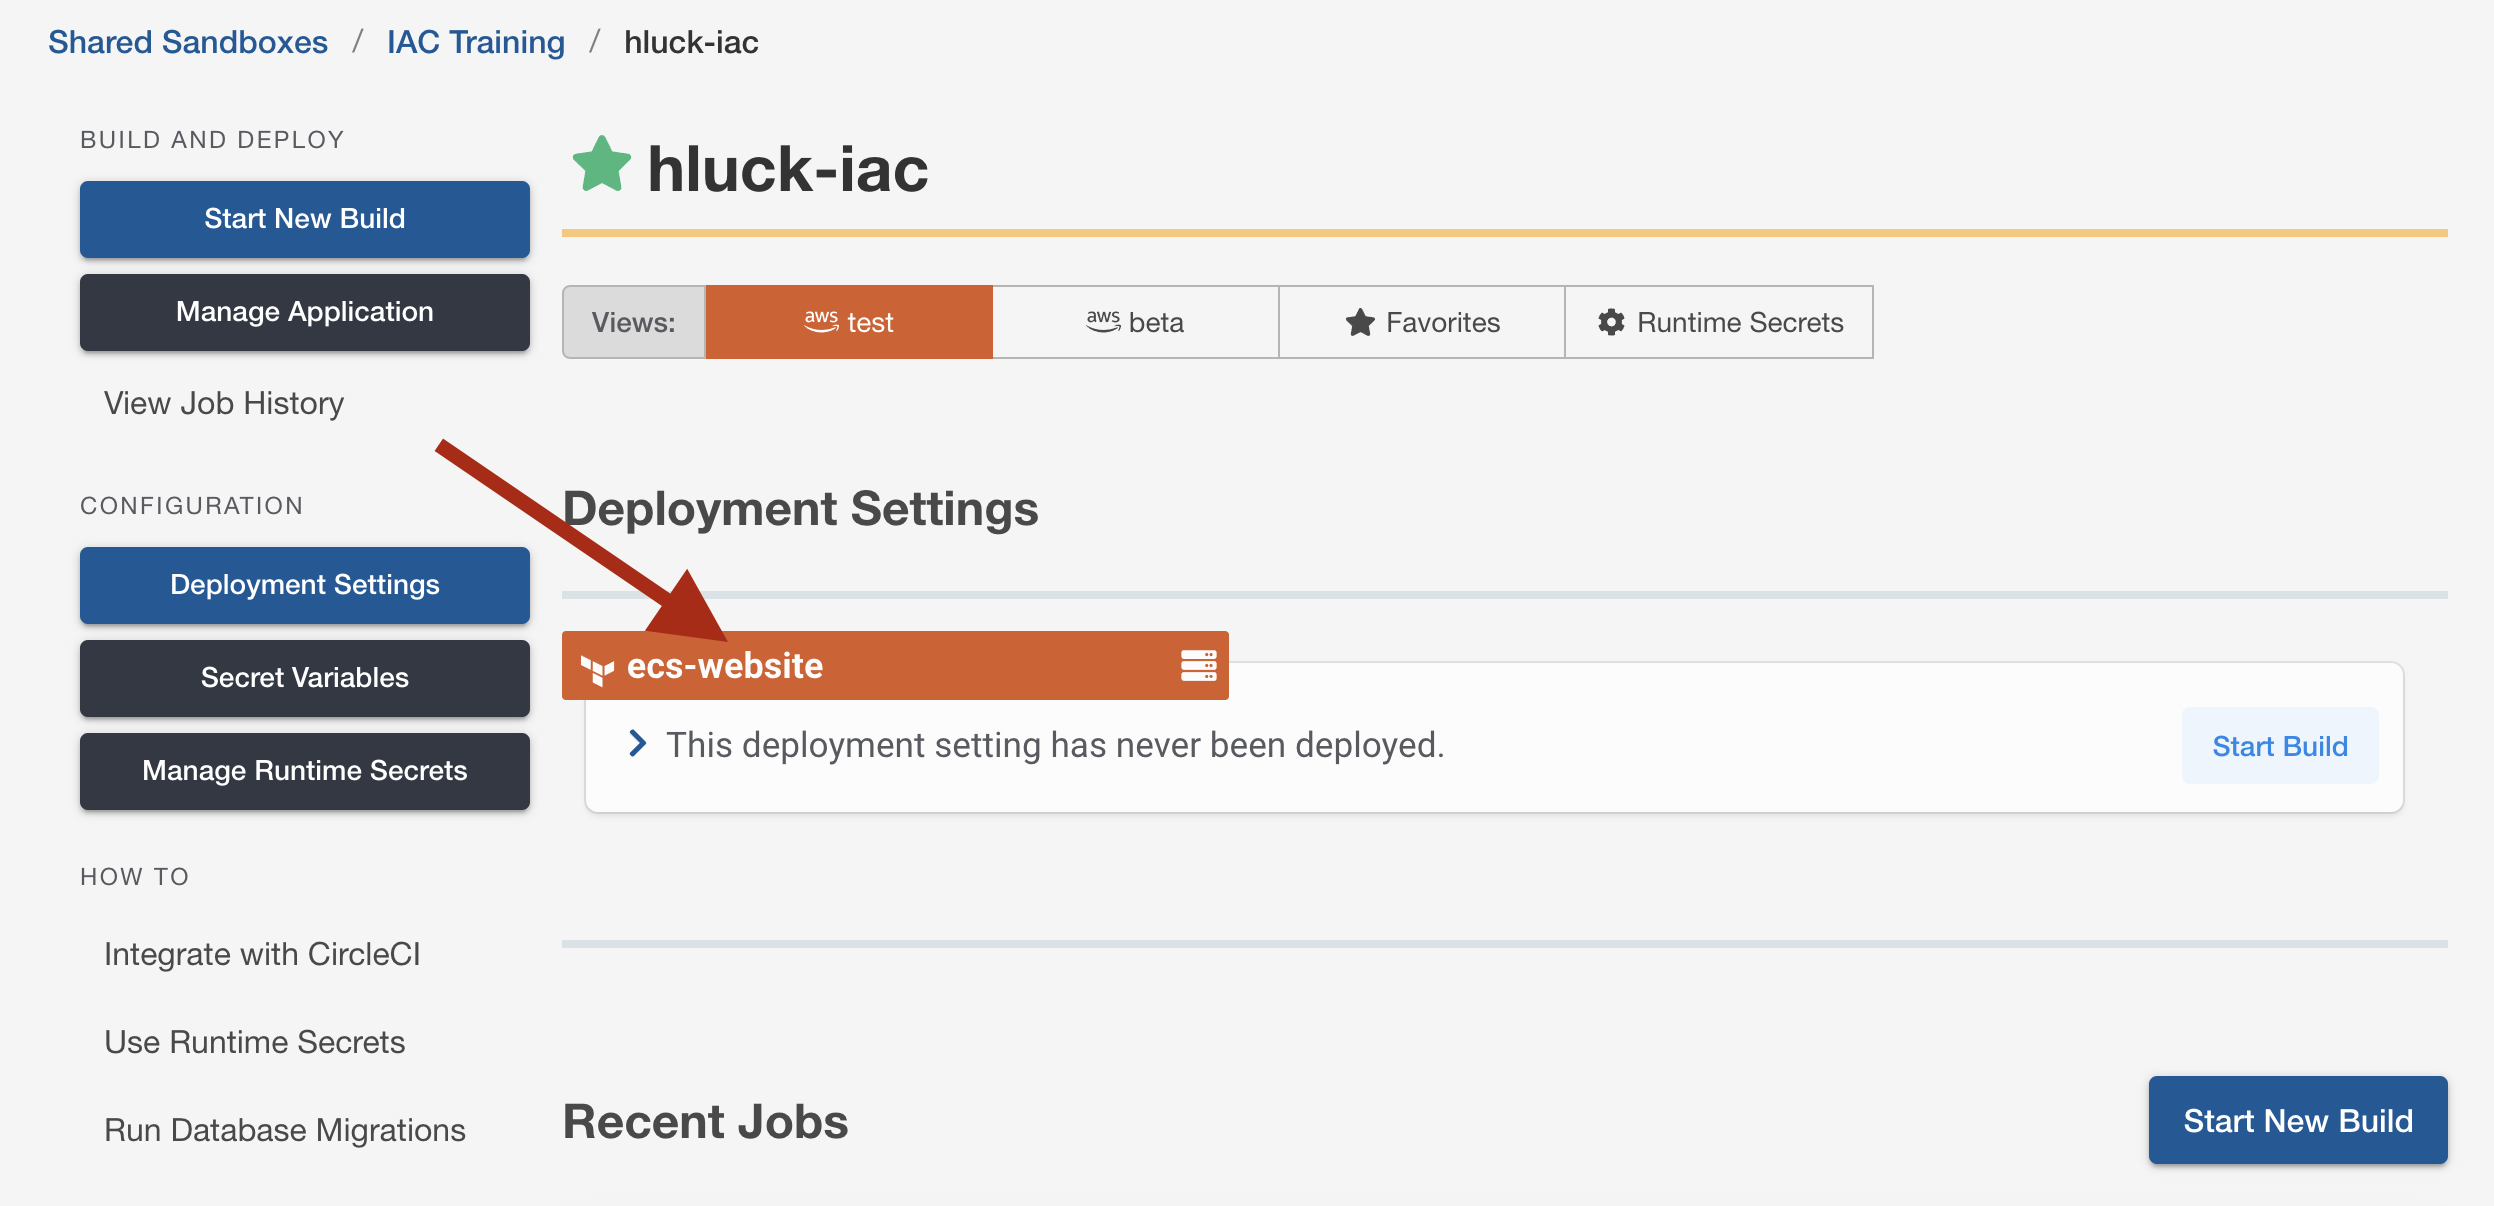 Shared Sandboxes / IAC Training / hluck-iac
BUILD AND DEPLOY
Start New Build
Manage Application
View Job History
CONFIGURATION
Deployment Settings
Secret Variables
Manage Runtime Secrets
HOW TO
Integrate with CircleCI
Use Runtime Secrets
Run Database Migrations
hluck-iac
Views: aws test aws beta Favorites Runtime Secrets
Deployment Settings
ecs-website
This deployment setting has never been deployed. Start Build
Recent Jobs Start New Build